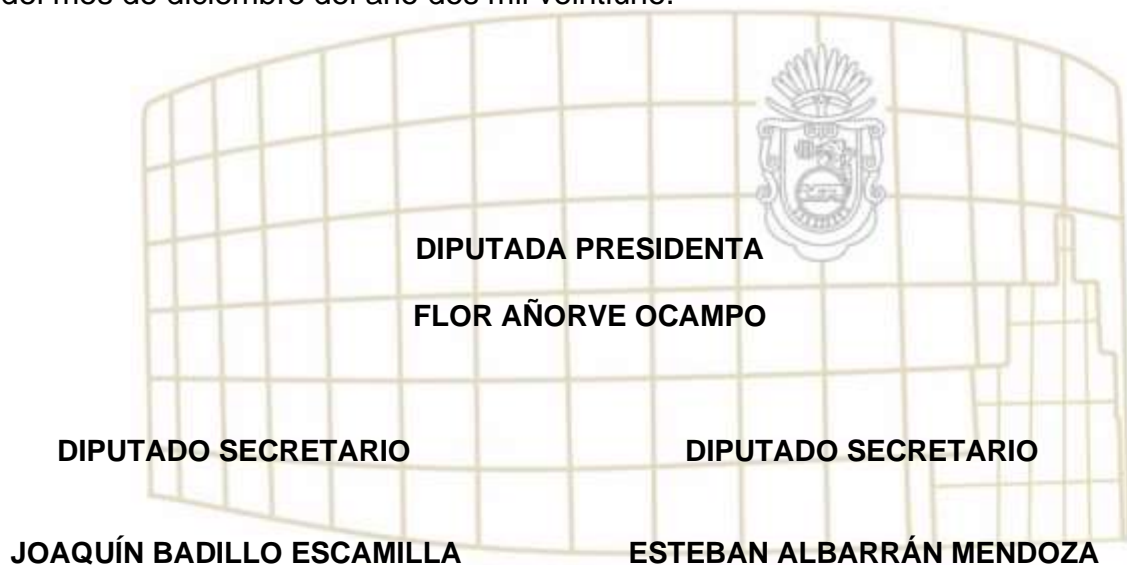 del mes de diciembre del año dos mil veintiuno.
DIPUTADA PRESIDENTA
FLOR AÑORVE OCAMPO
DIPUTADO SECRETARIO DIPUTADO SECRETARIO
JOAQUÍN BADILLO ESCAMILLA ESTEBAN ALBARRÁN MENDOZA